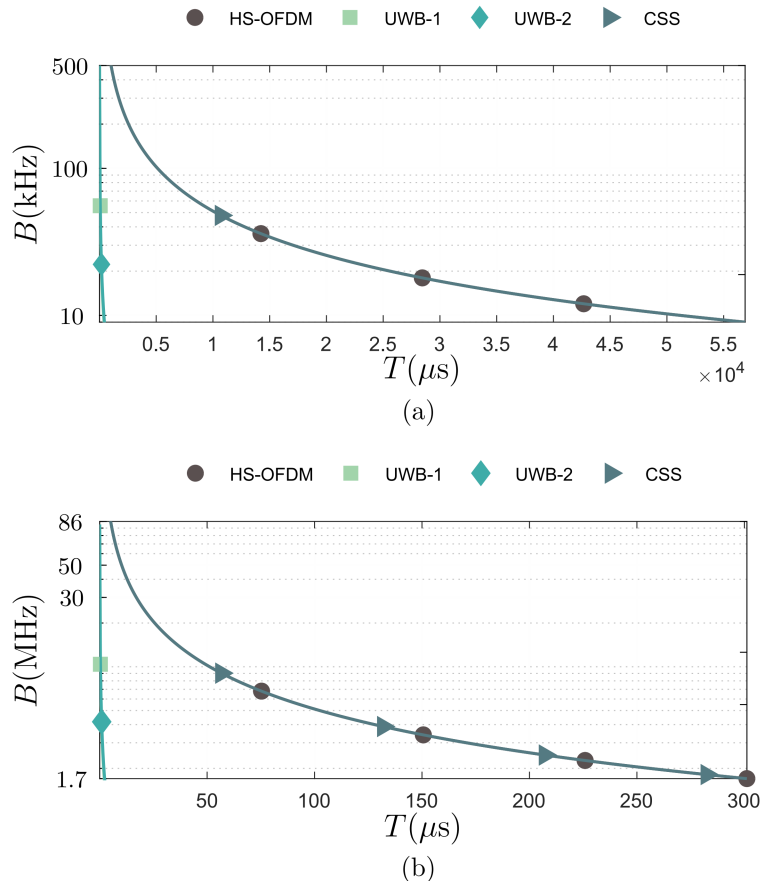 HS-OFDM UWB-1 UWB-2 CSS
500
100
10
B(kHz)
0.5 1 1.5 2 2.5 3 3.5 4 4.5 5 5.5
T(μs)
×10⁴
(a)
HS-OFDM UWB-1 UWB-2 CSS
86
50
30
1.7
B(MHz)
50 100 150 200 250 300
T(μs)
(b)